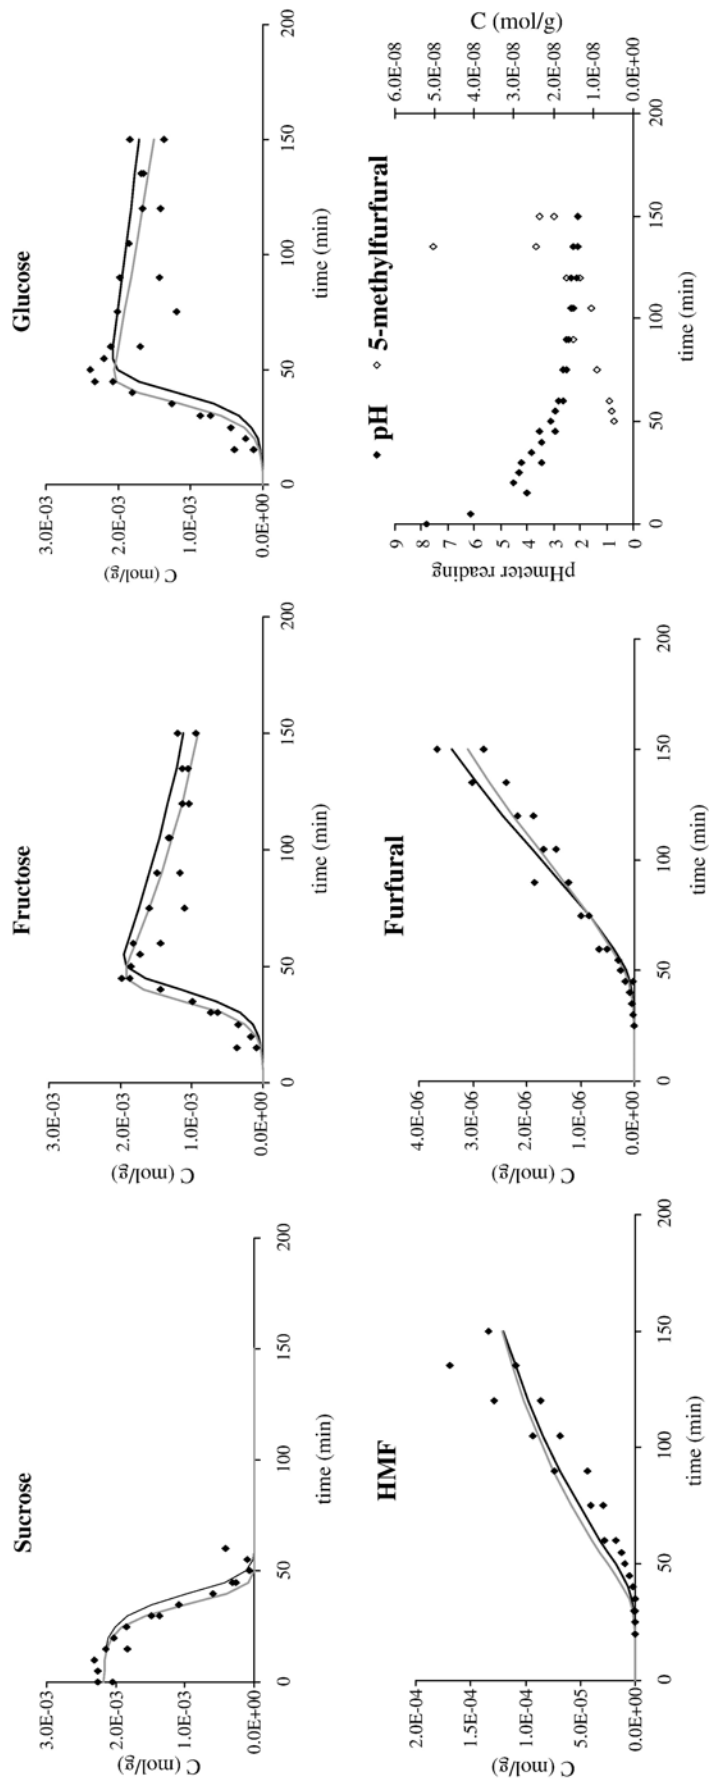 Sucrose
3.0E-03
2.0E-03
1.0E-03
0.0E+00
C (mol/g)
0
50
100
150
200
time (min)
Fructose
3.0E-03
2.0E-03
1.0E-03
0.0E+00
C (mol/g)
0
50
100
150
200
time (min)
Glucose
3.0E-03
2.0E-03
1.0E-03
0.0E+00
C (mol/g)
0
50
100
150
200
time (min)
HMF
2.0E-04
1.0E-04
5.0E-05
0.0E+00
C (mol/g)
0
50
100
150
200
time (min)
Furfural
4.0E-06
3.0E-06
2.0E-06
1.0E-06
0.0E+00
C (mol/g)
0
50
100
150
200
time (min)
pH 5-methylfurfural
9
8
7
6
5
4
3
2
1
0
pHmeter reading
C (mol/g)
6.0E-08
5.0E-08
4.0E-08
3.0E-08
2.0E-08
1.0E-08
0.0E+00
0
50
100
150
200
time (min)